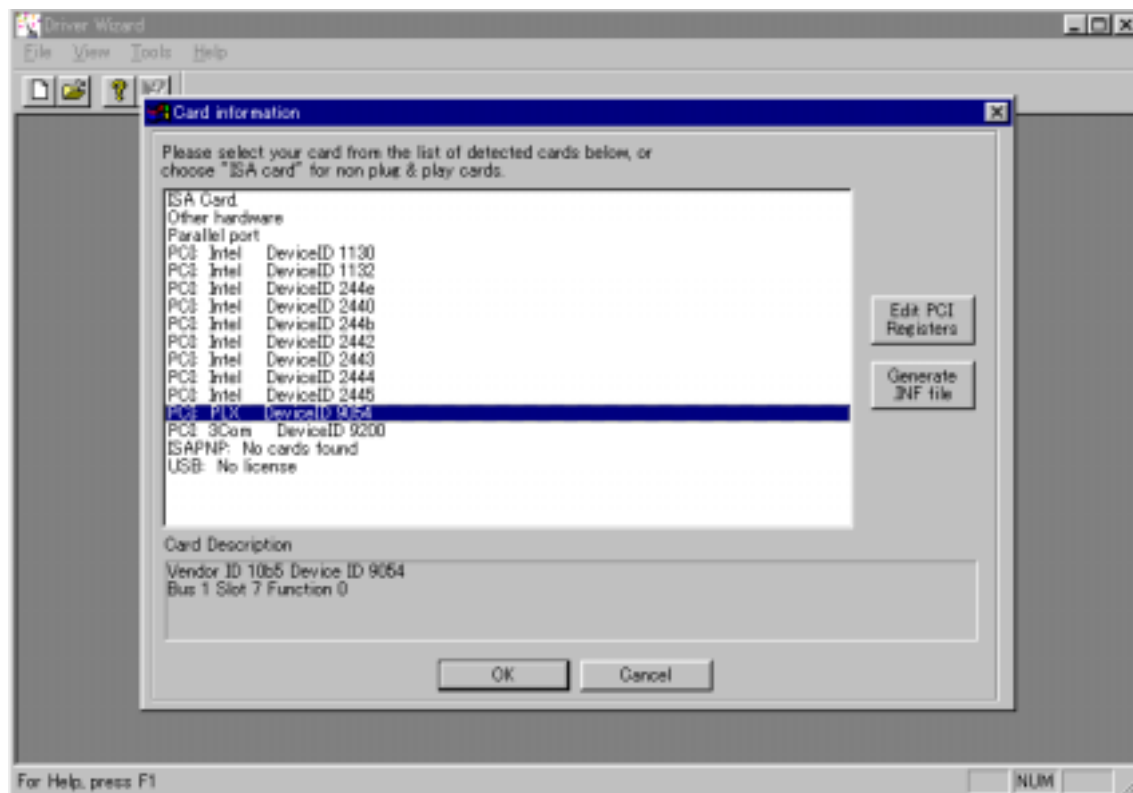 Driver Wizard
File View Tools Help
Card information
Please select your card from the list of detected cards below, or
choose "ISA card" for non plug & play cards.
ISA Card
Other hardware
Parallel port
PCI: Intel DeviceID 1130
PCI: Intel DeviceID 1132
PCI: Intel DeviceID 244e
PCI: Intel DeviceID 2440
PCI: Intel DeviceID 244b
PCI: Intel DeviceID 2442
PCI: Intel DeviceID 2443
PCI: Intel DeviceID 2444
PCI: Intel DeviceID 2445
PCI: PLX DeviceID 9054
PCI: 3Com DeviceID 9200
ISAPNP: No cards found
USB: No license
Edit PCI
Registers
Generate
.INF file
Card Description
Vendor ID 10b5 Device ID 9054
Bus 1 Slot 7 Function 0
OK Cancel
For Help, press F1 NUM